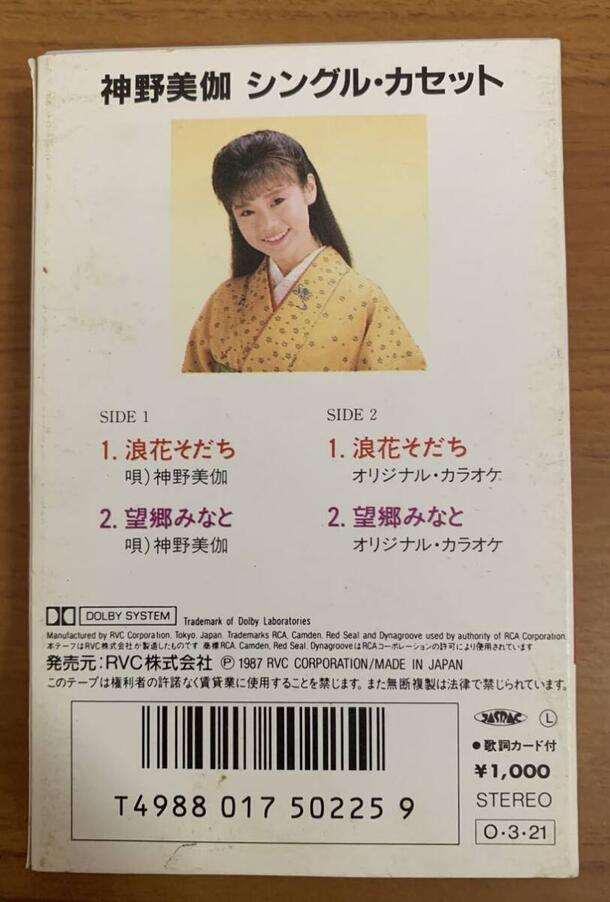 神野美伽 シングル・カセット
SIDE 1
1. 浪花そだち
唄)神野美伽
2. 望郷みなと
唄)神野美伽
SIDE 2
1. 浪花そだち
オリジナル・カラオケ
2. 望郷みなと
オリジナル・カラオケ
DOLBY SYSTEM Trademark of Dolby Laboratories
Manufactured by RVC Corporation, Tokyo, Japan. Trademarks RCA, Camden, Red Seal and Dynagroove used by authority of RCA Corporation.
本テープはRVC株式会社が製造したものです 商標RCA, Camden, Red Seal, DynagrooveはRCAコーポレーションの許可により使用されています
発売元:RVC株式会社 Ⓟ 1987 RVC CORPORATION/MADE IN JAPAN
このテープは権利者の許諾なく賃貸業に使用することを禁じます。また無断複製は法律で禁じられています。
T4988 017 50225 9
JASRAC Ⓛ
●歌詞カード付
¥1,000
STEREO
O・3・21